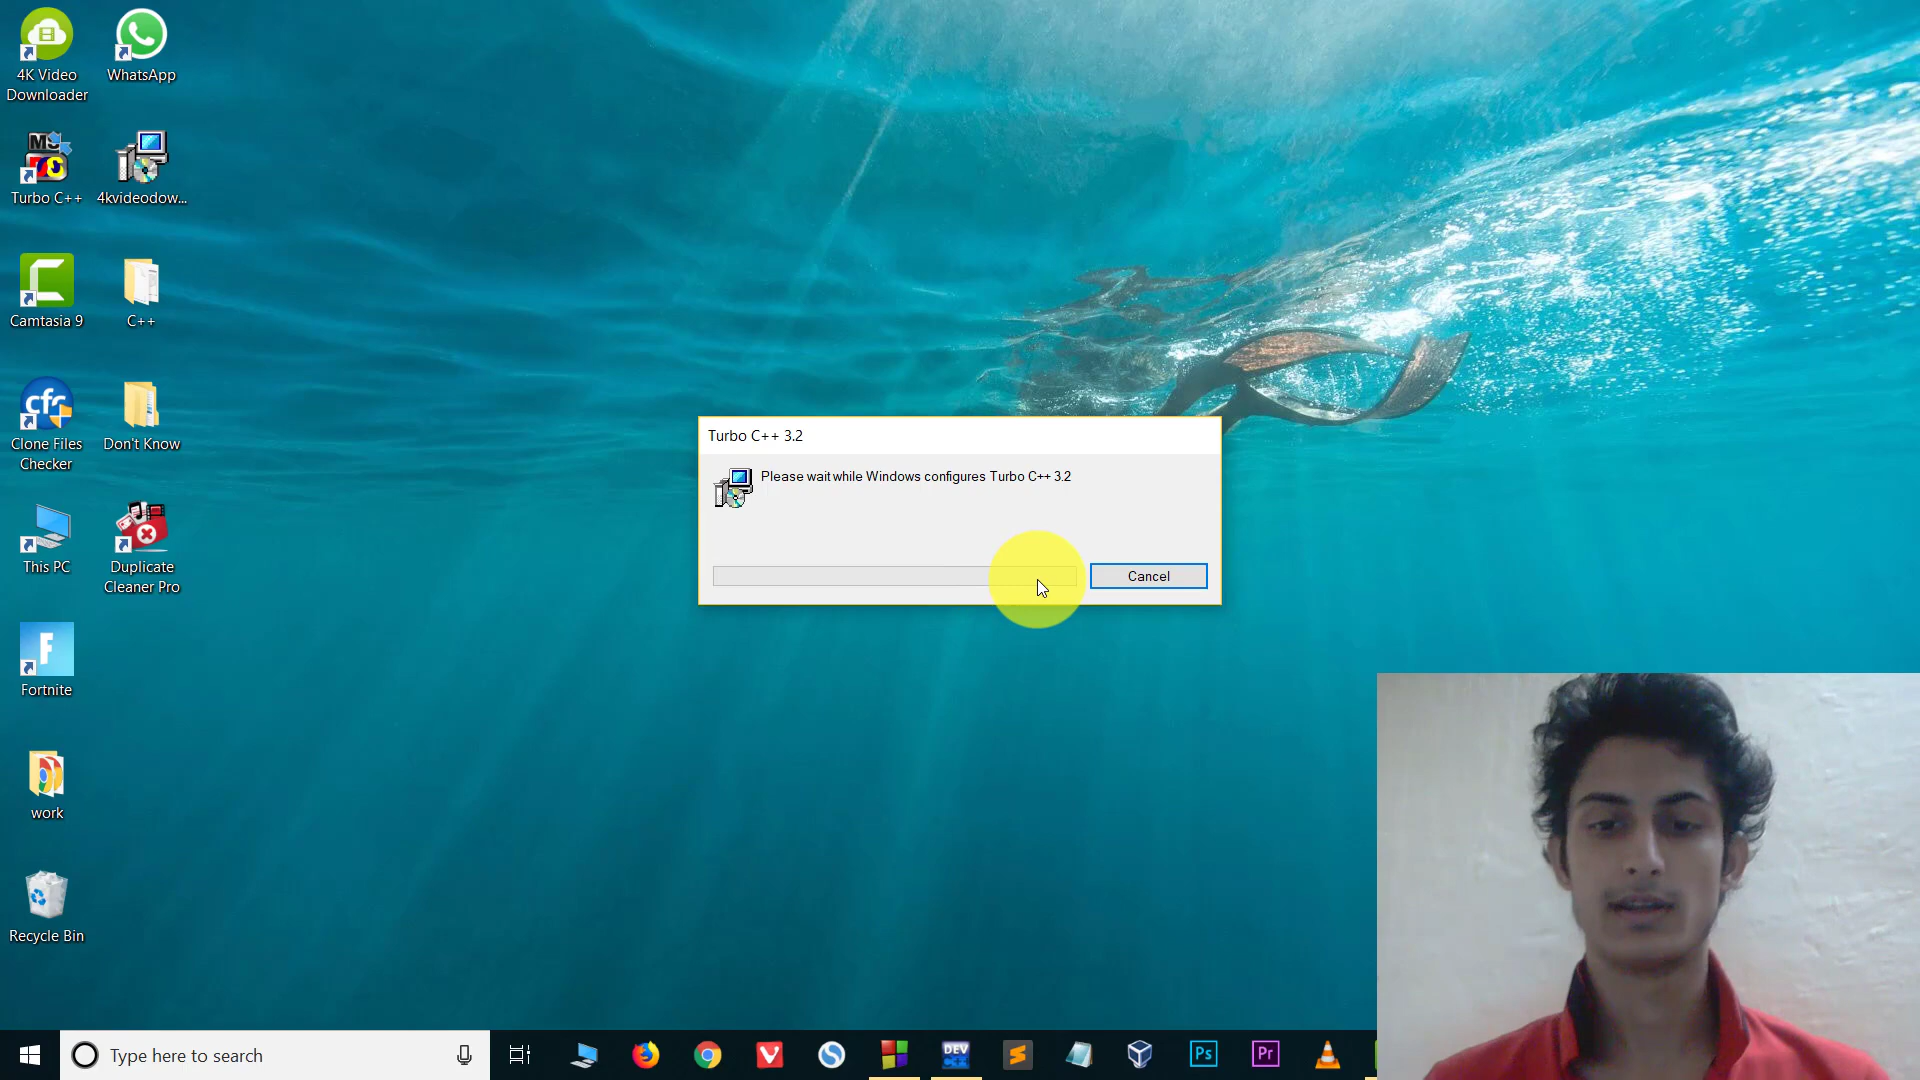 4K Video
Downloader
WhatsApp
MS
Turbo C++
4kvideodow...
Camtasia 9
C++
cfc
Clone Files
Checker
Don't Know
This PC
Duplicate
Cleaner Pro
F
Fortnite
work
Recycle Bin
Turbo C++ 3.2
Please wait while Windows configures Turbo C++ 3.2
Cancel
Type here to search
DEV
Ps
Pr